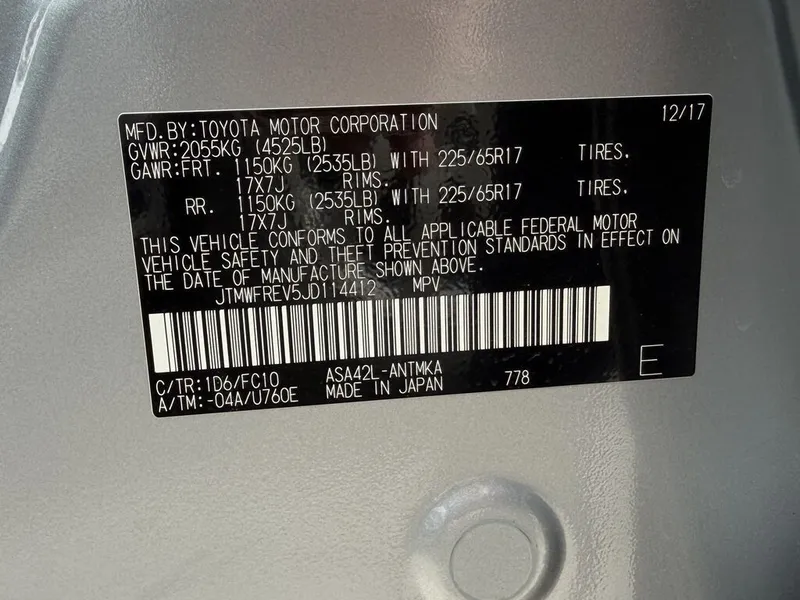 12/17
MFD.BY:TOYOTA MOTOR CORPORATION
GVWR:2055KG (4525LB)
GAWR:FRT. 1150KG (2535LB) WITH 225/65R17 TIRES.
17X7J RIMS.
RR. 1150KG (2535LB) WITH 225/65R17 TIRES.
17X7J RIMS.
THIS VEHICLE CONFORMS TO ALL APPLICABLE FEDERAL MOTOR
VEHICLE SAFETY AND THEFT PREVENTION STANDARDS IN EFFECT ON
THE DATE OF MANUFACTURE SHOWN ABOVE.
JTMWFREV5JD114412 MPV
C/TR:1D6/FC10 ASA42L-ANTMKA
A/TM:-04A/U760E MADE IN JAPAN 778 E